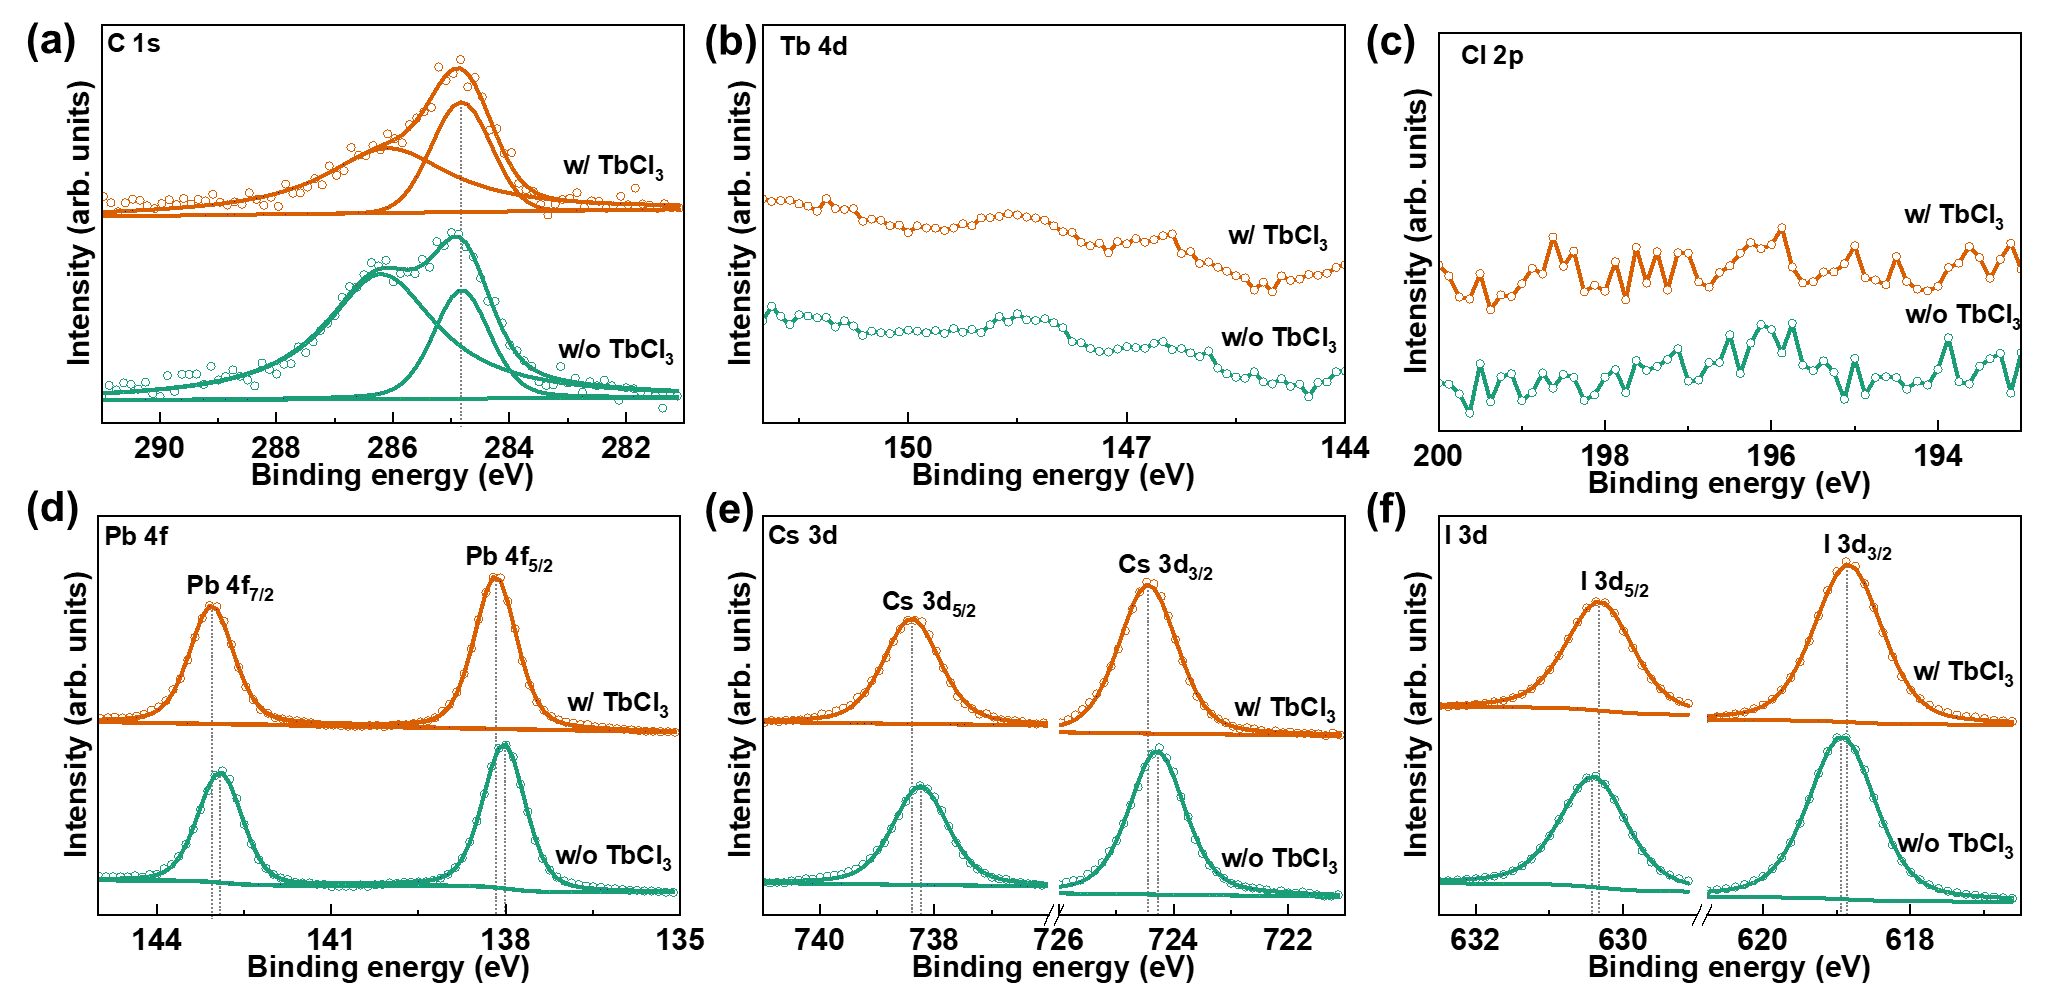 (a)
C 1s
Intensity (arb. units)
w/ TbCl3
w/o TbCl3
290 288 286 284 282
Binding energy (eV)
(b)
Tb 4d
Intensity (arb. units)
w/ TbCl3
w/o TbCl3
150 147 144
Binding energy (eV)
(c)
Cl 2p
Intensity (arb. units)
w/ TbCl3
w/o TbCl3
200 198 196 194
Binding energy (eV)
(d)
Pb 4f
Pb 4f7/2
Pb 4f5/2
Intensity (arb. units)
w/ TbCl3
w/o TbCl3
144 141 138 135
Binding energy (eV)
(e)
Cs 3d
Cs 3d5/2
Cs 3d3/2
Intensity (arb. units)
w/ TbCl3
w/o TbCl3
740 738 726 724 722
Binding energy (eV)
(f)
I 3d
I 3d5/2
I 3d3/2
Intensity (arb. units)
w/ TbCl3
w/o TbCl3
632 630 620 618
Binding energy (eV)